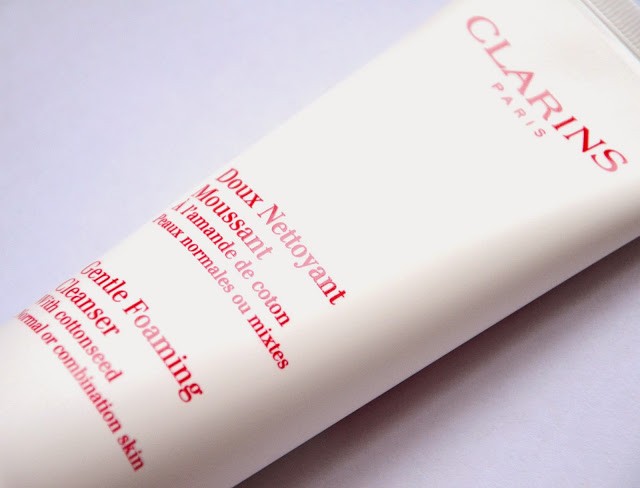 CLARINS
PARIS
Doux Nettoyant
Moussant
A l'amande de coton
Peaux normales ou mixtes
Gentle Foaming
Cleanser
With cottonseed
Normal or combination skin